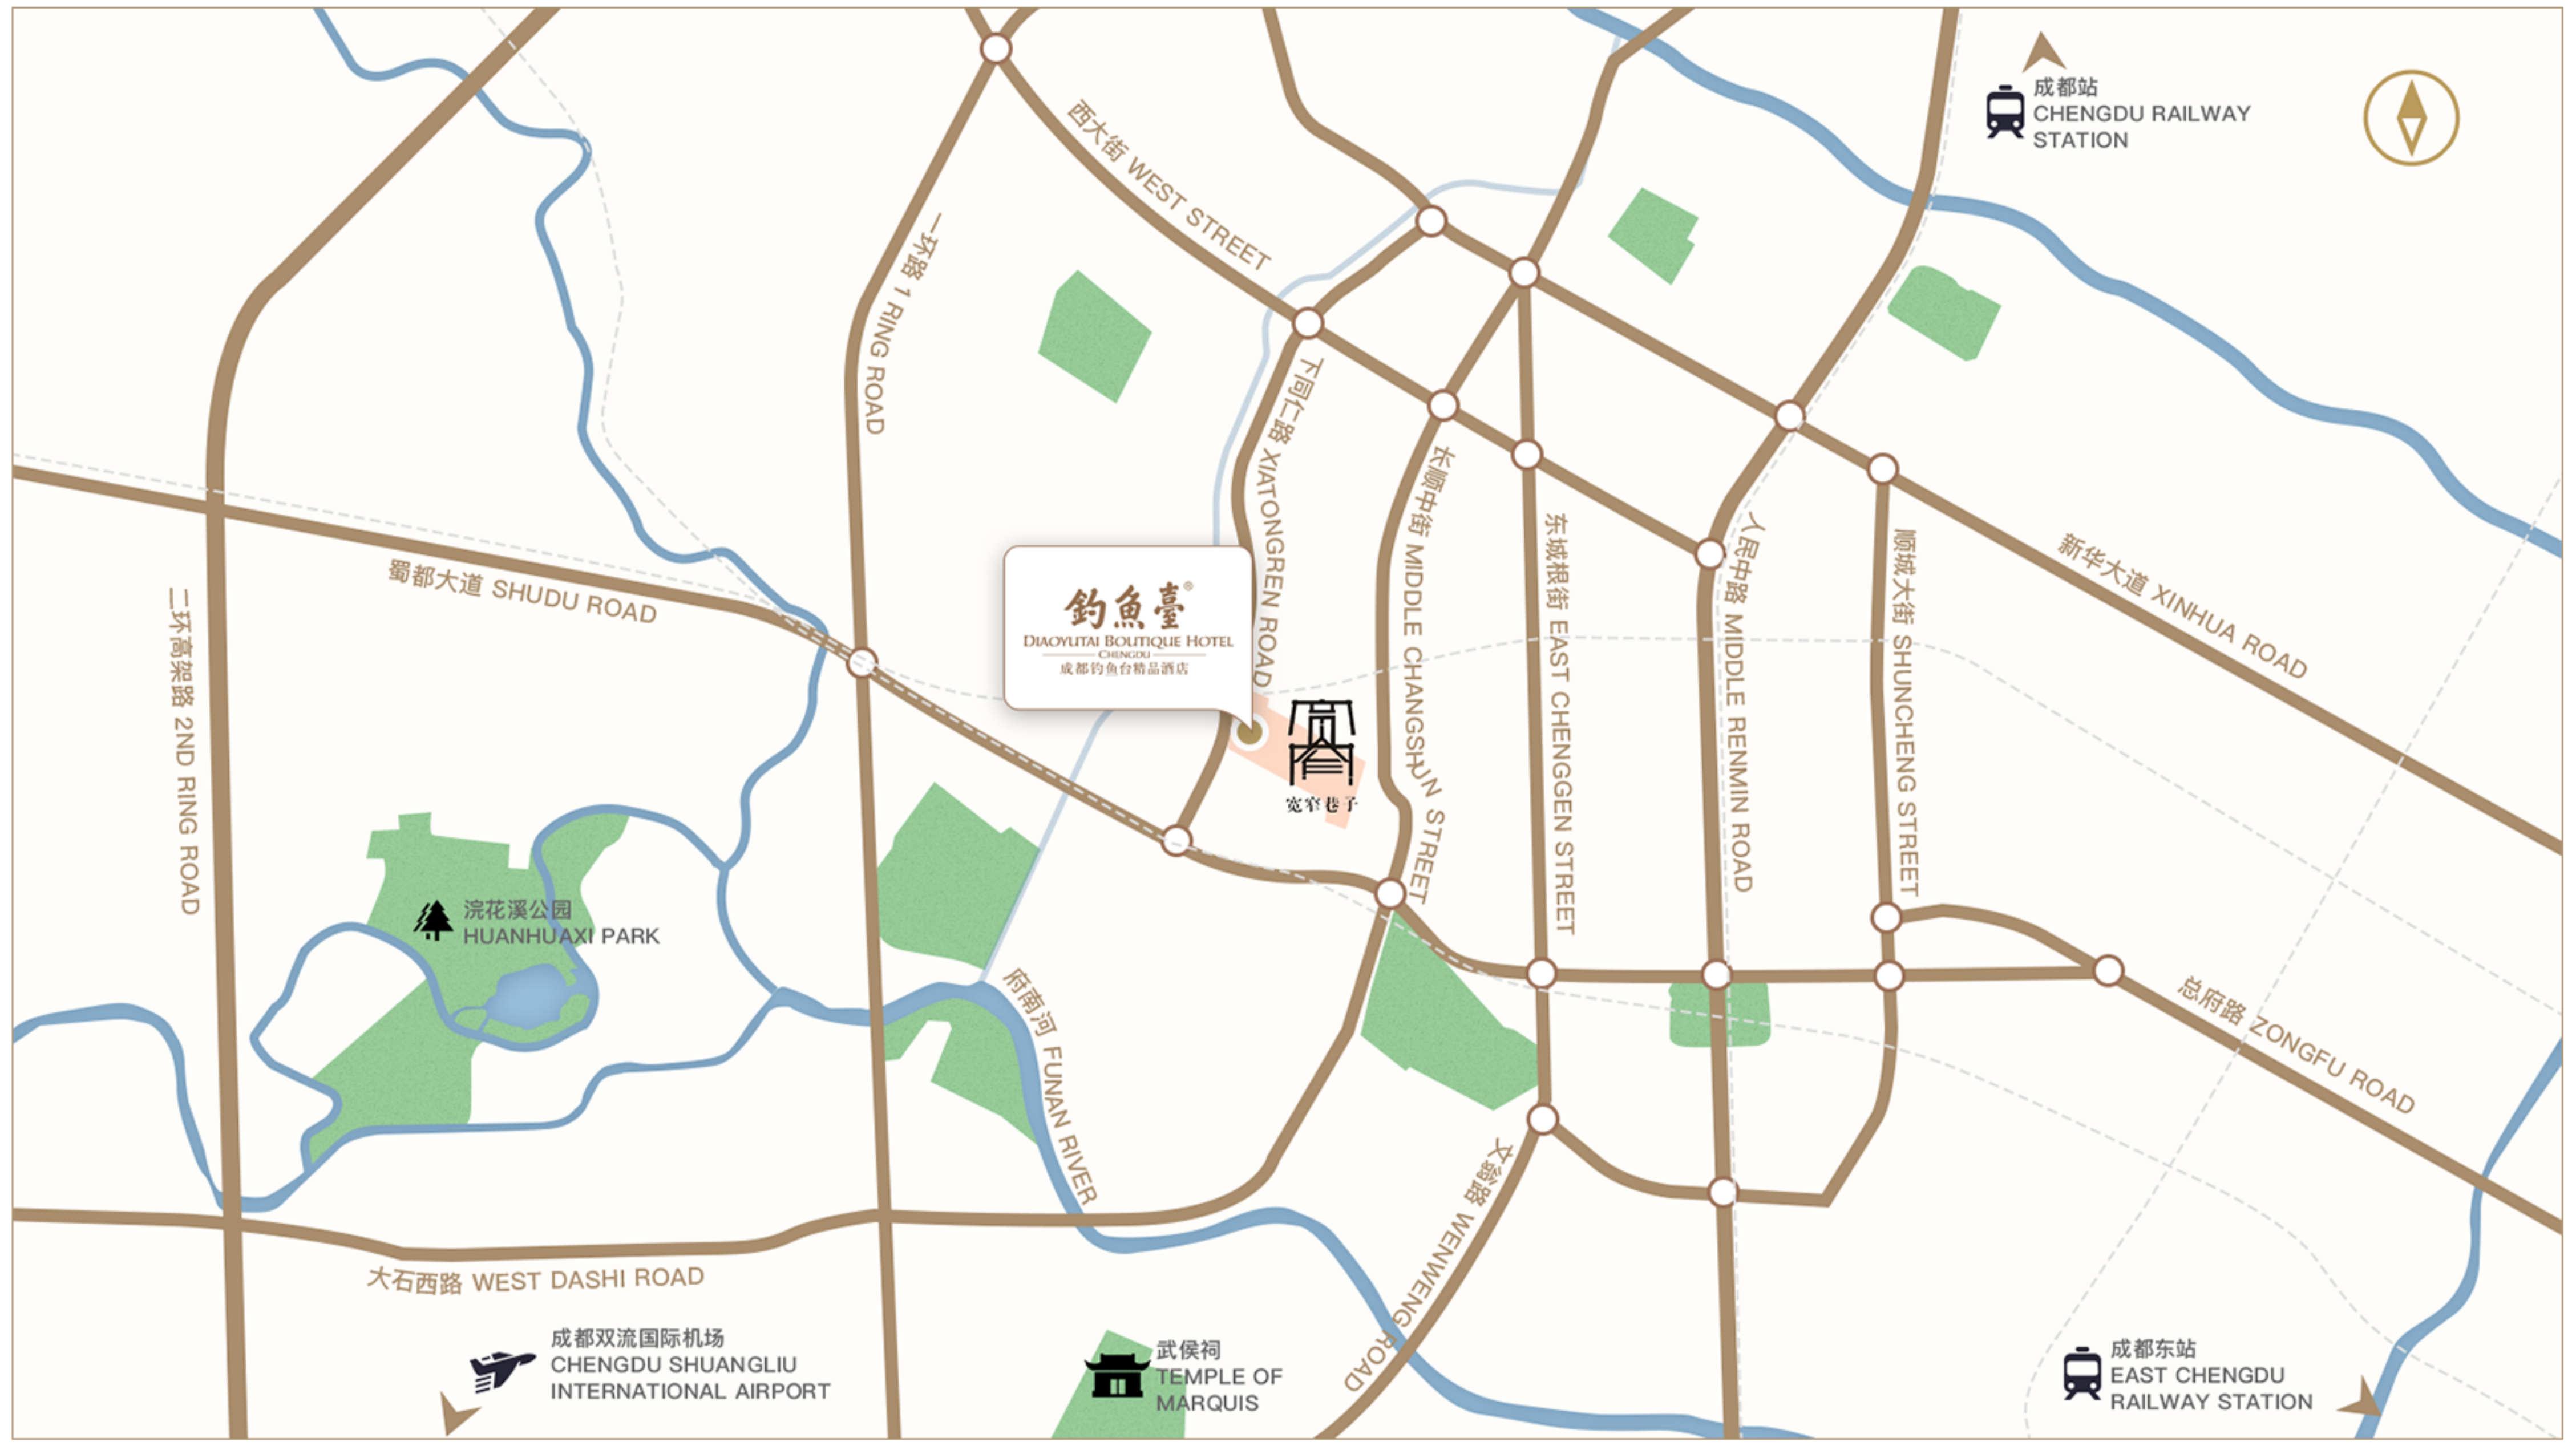 成都站
CHENGDU RAILWAY
STATION
西大街 WEST STREET
一环路 1 RING ROAD
下同仁路 XIATONGREN ROAD
长顺中街 MIDDLE CHANGSHUN STREET
东城根街 EAST CHENGGEN STREET
人民中路 MIDDLE RENMIN ROAD
顺城大街 SHUNCHENG STREET
新华大道 XINHUA ROAD
蜀都大道 SHUDU ROAD
二环高架路 2ND RING ROAD
釣魚臺®
DIAOYUTAI BOUTIQUE HOTEL
CHENGDU
成都钓鱼台精品酒店
宽窄巷子
浣花溪公园
HUANHUAXI PARK
府南河 FUNAN RIVER
总府路 ZONGFU ROAD
文翁路 WENWENG ROAD
大石西路 WEST DASHI ROAD
成都双流国际机场
CHENGDU SHUANGLIU
INTERNATIONAL AIRPORT
武侯祠
TEMPLE OF
MARQUIS
成都东站
EAST CHENGDU
RAILWAY STATION